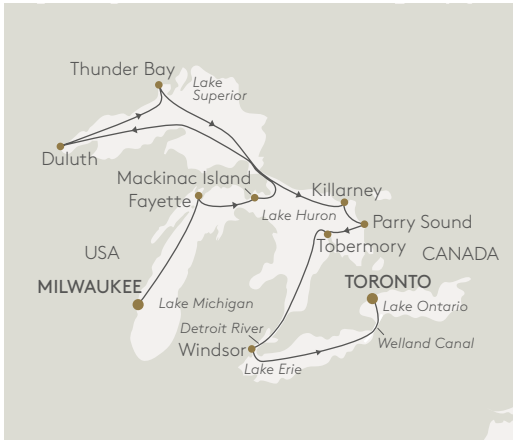 Thunder Bay
Lake
Superior
Duluth
Mackinac Island
Killarney
Fayette
Lake Huron
Parry Sound
Tobermory
USA
CANADA
MILWAUKEE
TORONTO
Lake Michigan
Lake Ontario
Detroit River
Welland Canal
Windsor
Lake Erie